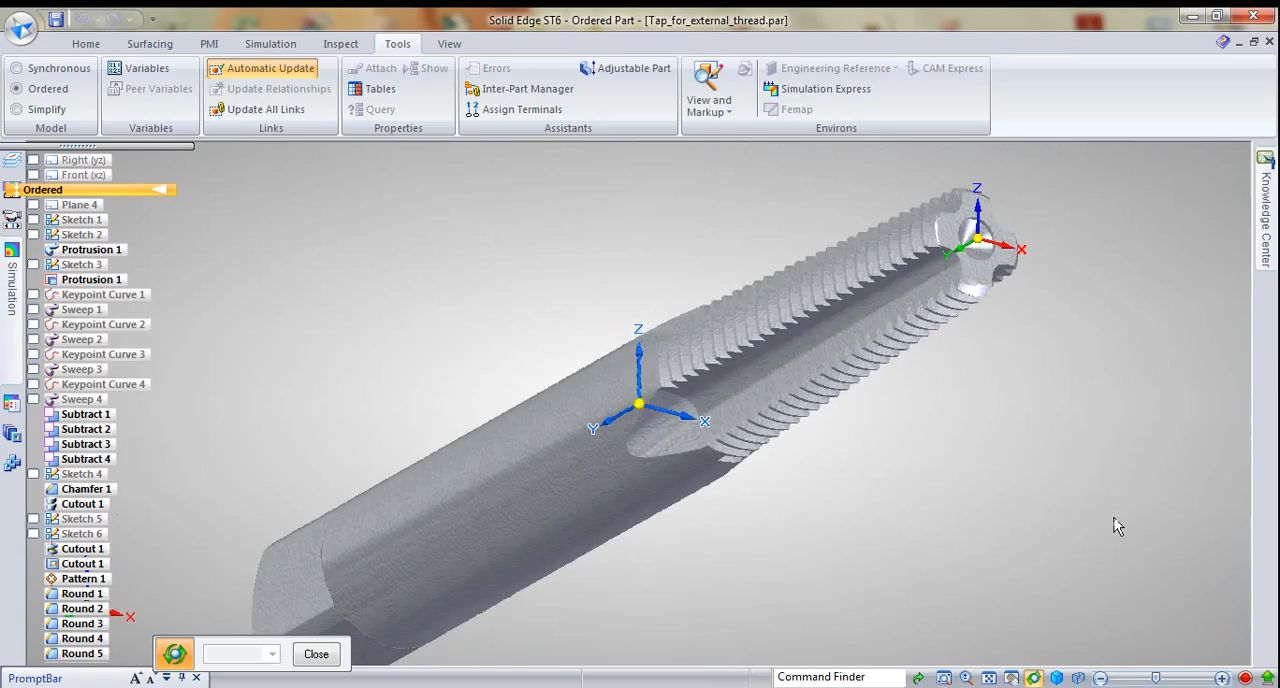 Solid Edge ST6 - Ordered Part - [Tap_for_external_thread.par]
Home Surfacing PMI Simulation Inspect Tools View
Synchronous Variables Automatic Update Attach Show Errors Adjustable Part Engineering Reference CAM Express
Ordered Peer Variables Update Relationships Tables Inter-Part Manager View and Markup Simulation Express
Simplify Update All Links Query Assign Terminals Femap
Model Variables Links Properties Assistants Environs
Right (yz)
Front (xz)
Ordered
Plane 4
Sketch 1
Sketch 2
Protrusion 1
Sketch 3
Protrusion 1
Keypoint Curve 1
Sweep 1
Keypoint Curve 2
Sweep 2
Keypoint Curve 3
Sweep 3
Keypoint Curve 4
Sweep 4
Subtract 1
Subtract 2
Subtract 3
Subtract 4
Sketch 4
Chamfer 1
Cutout 1
Sketch 5
Sketch 6
Cutout 1
Cutout 1
Pattern 1
Round 1
Round 2
Round 3
Round 4
Round 5
Simulation
Z
X
Y
Z
X
Y
X
Knowledge Center
Close
PromptBar
Command Finder